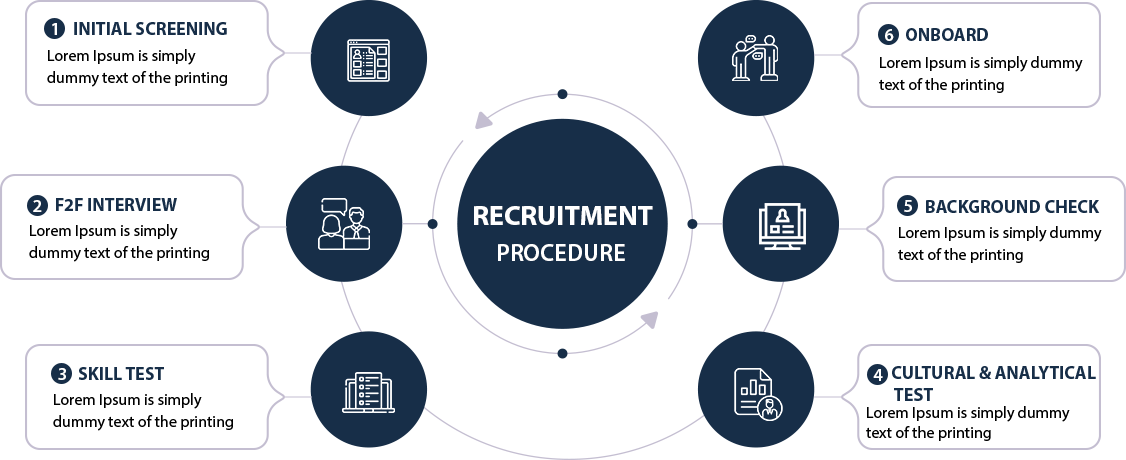 1 INITIAL SCREENING
Lorem Ipsum is simply
dummy text of the printing
2 F2F INTERVIEW
Lorem Ipsum is simply
dummy text of the printing
3 SKILL TEST
Lorem Ipsum is simply
dummy text of the printing
RECRUITMENT
PROCEDURE
6 ONBOARD
Lorem Ipsum is simply dummy
text of the printing
5 BACKGROUND CHECK
Lorem Ipsum is simply dummy
text of the printing
4 CULTURAL & ANALYTICAL
TEST
Lorem Ipsum is simply dummy
text of the printing